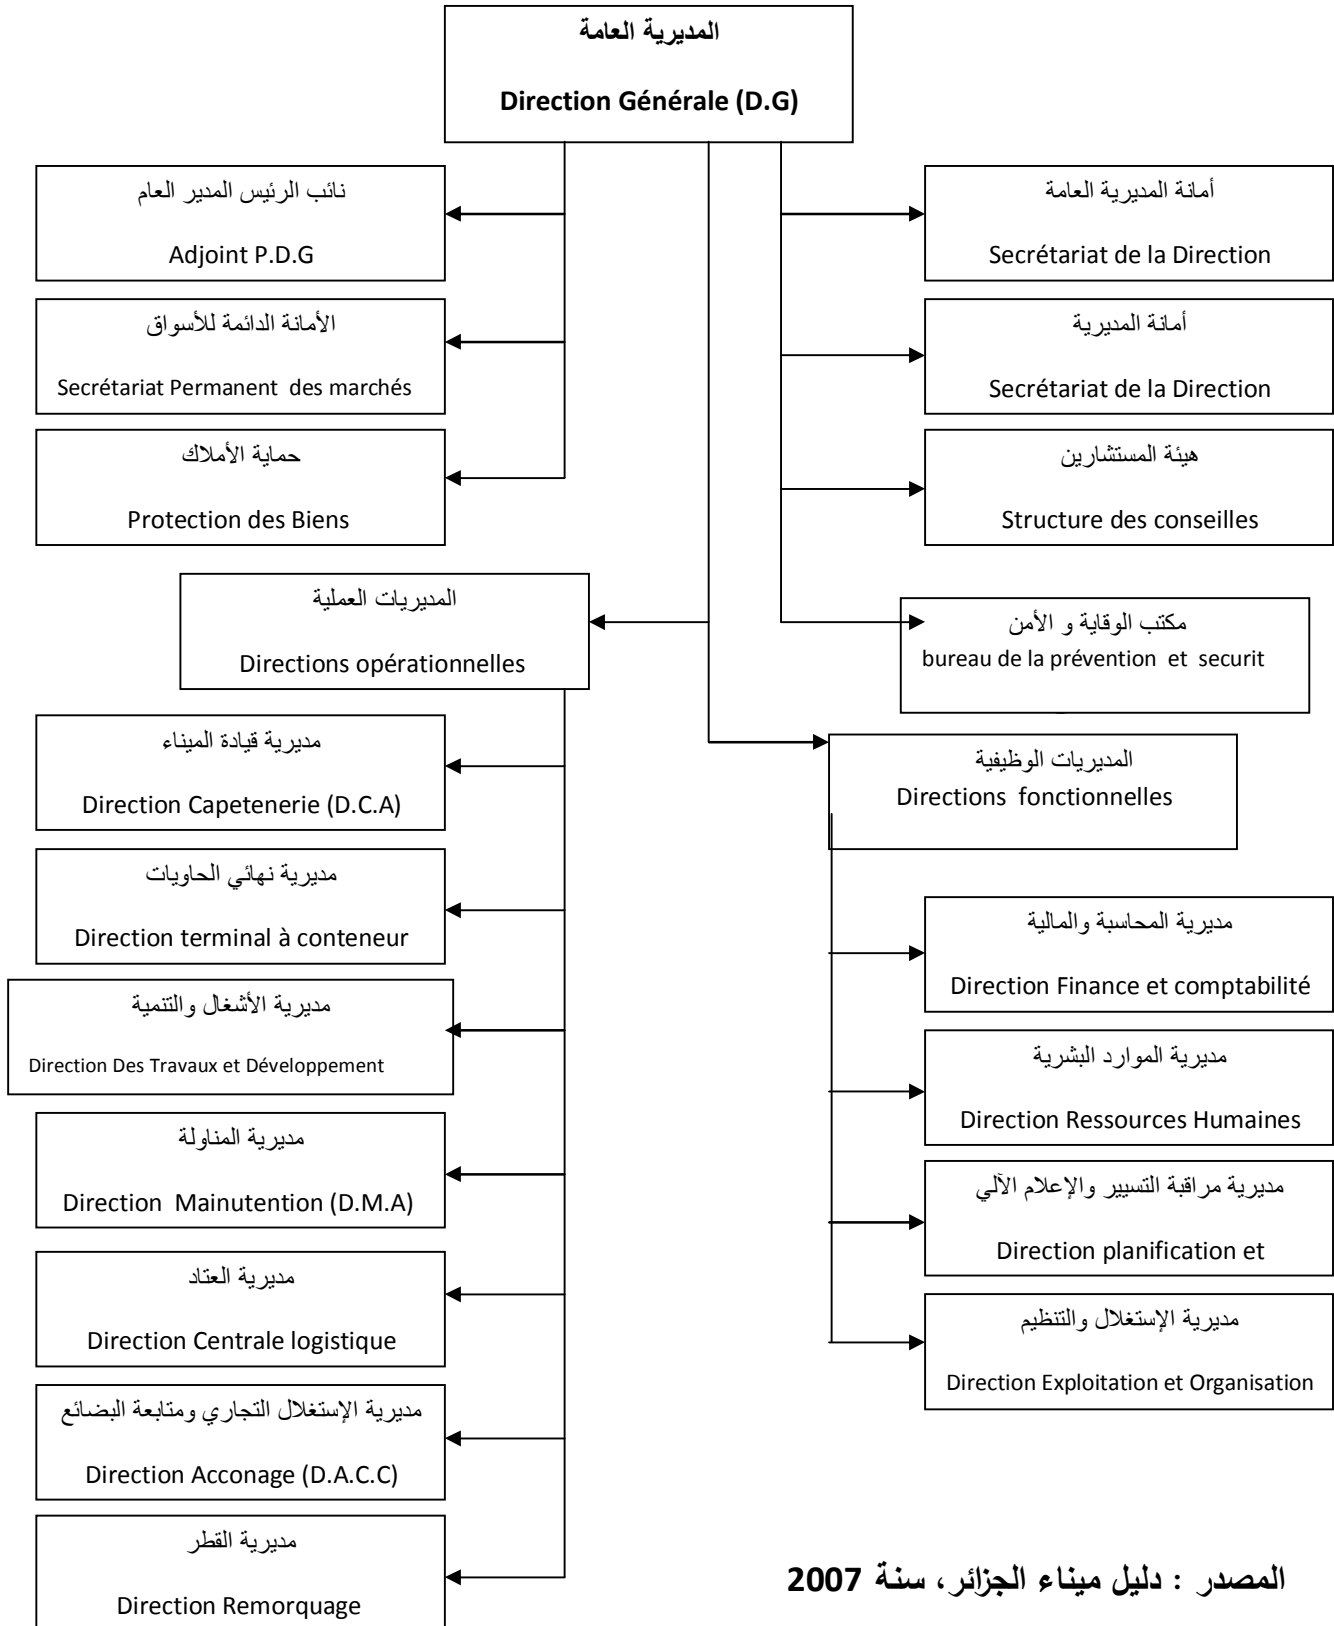 المديرية العامة
Direction Générale (D.G)
نائب الرئيس المدير العام
Adjoint P.D.G
أمانة المديرية العامة
Secrétariat de la Direction
الأمانة الدائمة للأسواق
Secrétariat Permanent des marchés
أمانة المديرية
Secrétariat de la Direction
حماية الأملاك
Protection des Biens
هيئة المستشارين
Structure des conseilles
المديريات العملية
Directions opérationnelles
مكتب الوقاية و الأمن
bureau de la prévention et securit
مديرية قيادة الميناء
Direction Capetenerie (D.C.A)
المديريات الوظيفية
Directions fonctionnelles
مديرية نهائي الحاويات
Direction terminal à conteneur
مديرية المحاسبة والمالية
Direction Finance et comptabilité
مديرية الأشغال والتنمية
Direction Des Travaux et Développement
مديرية الموارد البشرية
Direction Ressources Humaines
مديرية المناولة
Direction Mainutention (D.M.A)
مديرية مراقبة التسيير والإعلام الآلي
Direction planification et
مديرية العتاد
Direction Centrale logistique
مديرية الإستغلال والتنظيم
Direction Exploitation et Organisation
مديرية الإستغلال التجاري ومتابعة البضائع
Direction Acconage (D.A.C.C)
مديرية القطر
Direction Remorquage
المصدر : دليل ميناء الجزائر، سنة 2007